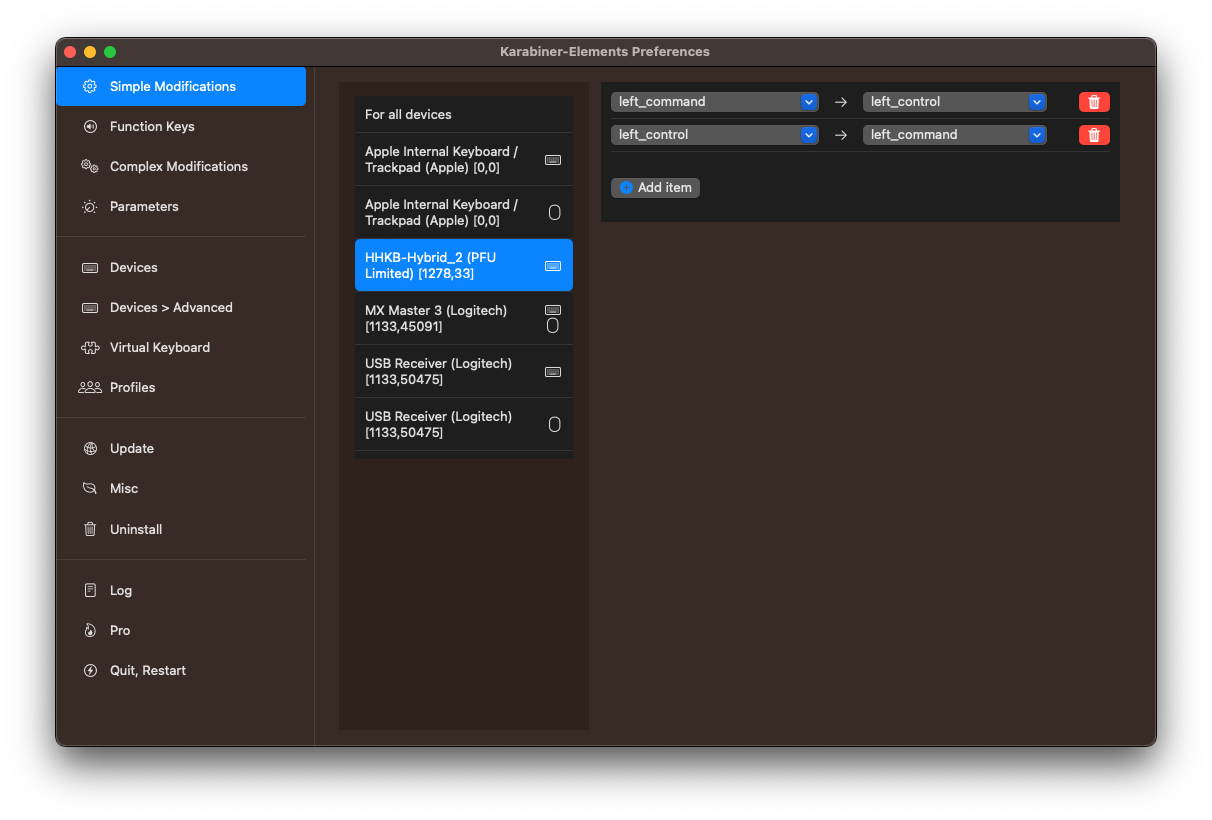 Karabiner-Elements Preferences
Simple Modifications
Function Keys
Complex Modifications
Parameters
Devices
Devices > Advanced
Virtual Keyboard
Profiles
Update
Misc
Uninstall
Log
Pro
Quit, Restart
For all devices
Apple Internal Keyboard /
Trackpad (Apple) [0,0]
Apple Internal Keyboard /
Trackpad (Apple) [0,0]
HHKB-Hybrid_2 (PFU
Limited) [1278,33]
MX Master 3 (Logitech)
[1133,45091]
USB Receiver (Logitech)
[1133,50475]
USB Receiver (Logitech)
[1133,50475]
left_command → left_control
left_control → left_command
Add item